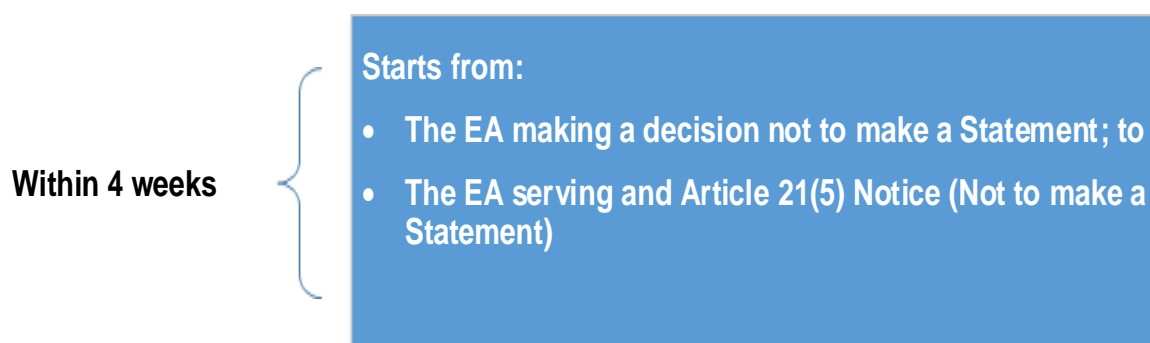 Starts from:
• The EA making a decision not to make a Statement; to
Within 4 weeks
• The EA serving and Article 21(5) Notice (Not to make a
Statement)